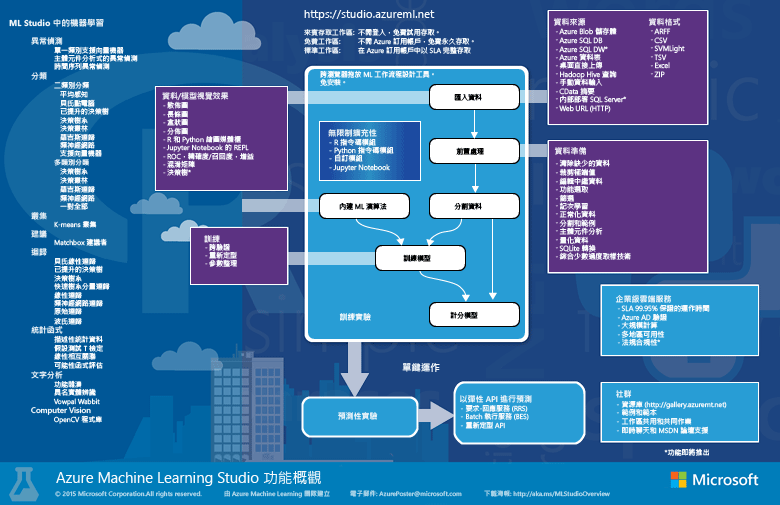 ML Studio 中的機器學習
異常偵測
單一類別支援向量機器
主體元件分析式的異常偵測
時間序列異常偵測
分類
二類別分類
平均感知
貝氏點電腦
已提升的決策樹
決策樹系
決策叢林
羅吉斯迴歸
類神經網路
支援向量機器
多類別分類
決策樹系
決策叢林
羅吉斯迴歸
類神經網路
一對全部
叢集
K-means 叢集
建議
Matchbox 建議者
迴歸
貝氏線性迴歸
已提升的決策樹
決策樹系
快速樹系分量迴歸
線性迴歸
類神經網路迴歸
原始迴歸
波氏迴歸
統計函式
描述性統計資料
假設測試 T 檢定
線性相互關聯
可能性函式評估
文字分析
功能雜湊
具名實體辨識
Vowpal Wabbit
Computer Vision
OpenCV 程式庫
https://studio.azureml.net
來賓存取工作區: 不需登入、免費試用存取。
免費工作區: 不需 Azure 訂用帳戶，免費永久存取。
標準工作區: 在 Azure 訂用帳戶中以 SLA 完整存取
資料/模型視覺效果
- 散佈圖
- 長條圖
- 盒狀圖
- 分佈圖
- R 和 Python 繪圖媒體櫃
- Jupyter Notebook 的 REPL
- ROC、精確度/召回度、增益
- 混淆矩陣
- 決策樹*
訓練
- 跨驗證
- 重新定型
- 參數整理
跨瀏覽器拖放 ML 工作流程設計工具。
免安裝。
匯入資料
無限制擴充性
- R 指令碼模組
- Python 指令碼模組
- 自訂模組
- Jupyter Notebook
前置處理
內建 ML 演算法
分割資料
訓練模型
計分模型
訓練實驗
單鍵運作
預測性實驗
以彈性 API 進行預測
- 要求-回應服務 (RRS)
- Batch 執行服務 (BES)
- 重新定型 API
資料來源
- Azure Blob 儲存體
- Azure SQL DB
- Azure SQL DW*
- Azure 資料表
- 桌面直接上傳
- Hadoop Hive 查詢
- 手動資料輸入
- OData 摘要
- 內部部署 SQL Server*
- Web URL (HTTP)
資料格式
- ARFF
- CSV
- SVMLight
- TSV
- Excel
- ZIP
資料準備
- 清除缺少的資料
- 裁剪極端值
- 編輯中繼資料
- 功能選取
- 篩選
- 記次學習
- 正常化資料
- 分割和範例
- 主體元件分析
- 量化資料
- SQLite 轉換
- 綜合少數過度取樣技術
企業級雲端服務
- SLA 99.95% 保證的運作時間
- Azure AD 驗證
- 大規模計算
- 多地區可用性
- 法規合規性*
社群
- 資源庫 (http://gallery.azuremt.net)
- 範例和範本
- 工作區共用和共同作業
- 即時聊天和 MSDN 論壇支援
*功能即將推出
Azure Machine Learning Studio 功能概觀
© 2015 Microsoft Corporation.All rights reserved. 由 Azure Machine Learning 團隊建立 電子郵件: AzurePoster@microsoft.com 下載海報: http://aka.ms/MLStudioOverview
Microsoft